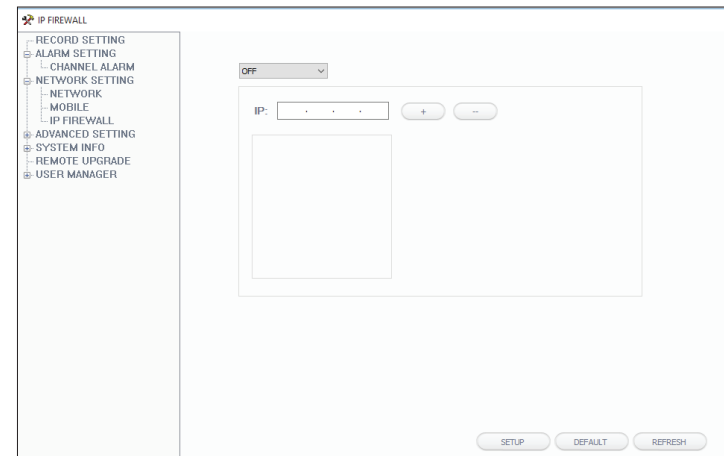 IP FIREWALL
RECORD SETTING
ALARM SETTING
CHANNEL ALARM
NETWORK SETTING
NETWORK
MOBILE
IP FIREWALL
ADVANCED SETTING
SYSTEM INFO
REMOTE UPGRADE
USER MANAGER
OFF
IP: . . . + --
SETUP DEFAULT REFRESH